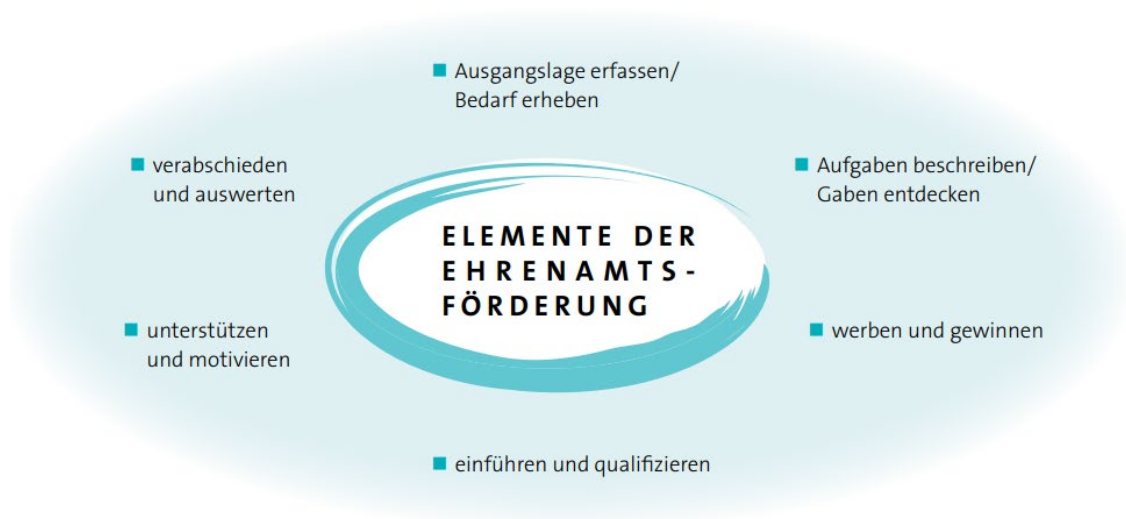 ■ Ausgangslage erfassen/
Bedarf erheben
■ Aufgaben beschreiben/
Gaben entdecken
■ werben und gewinnen
■ einführen und qualifizieren
■ unterstützen
und motivieren
■ verabschieden
und auswerten
ELEMENTE DER
EHRENAMTS-
FÖRDERUNG